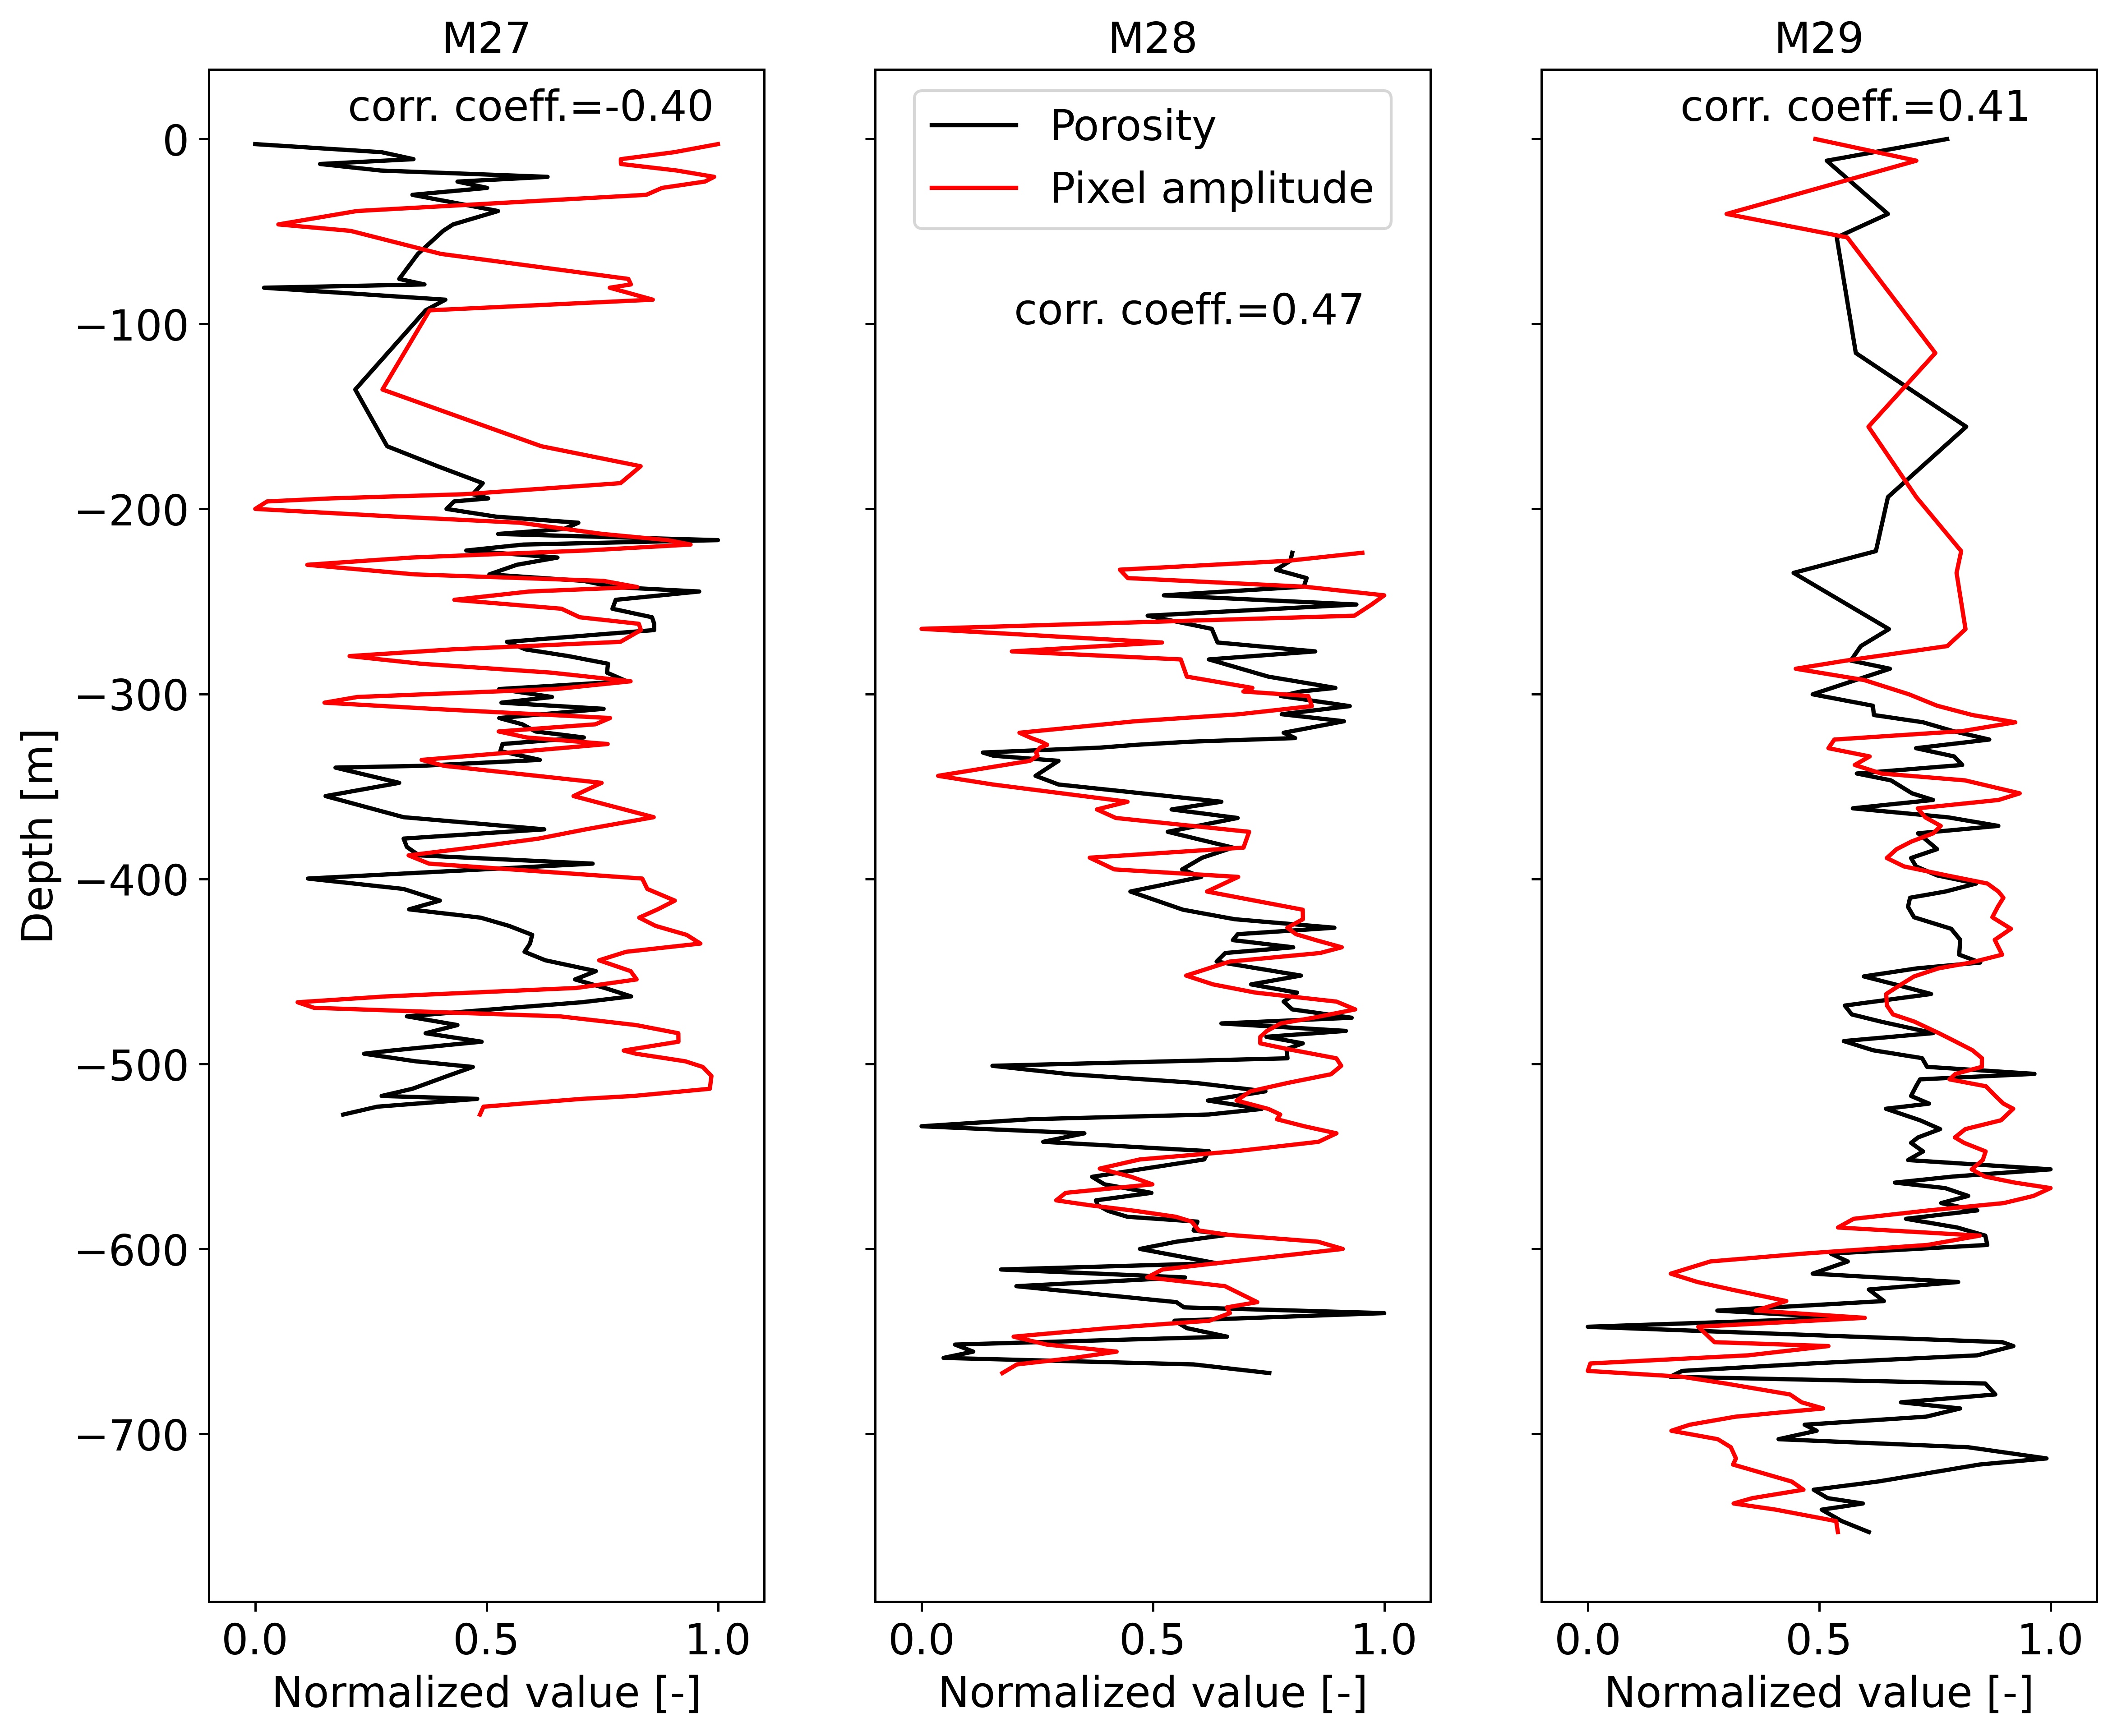 M27
M28
M29
corr. coeff.=-0.40
Porosity
Pixel amplitude
corr. coeff.=0.47
corr. coeff.=0.41
Depth [m]
0
−100
−200
−300
−400
−500
−600
−700
0.0 0.5 1.0
0.0 0.5 1.0
0.0 0.5 1.0
Normalized value [-]
Normalized value [-]
Normalized value [-]